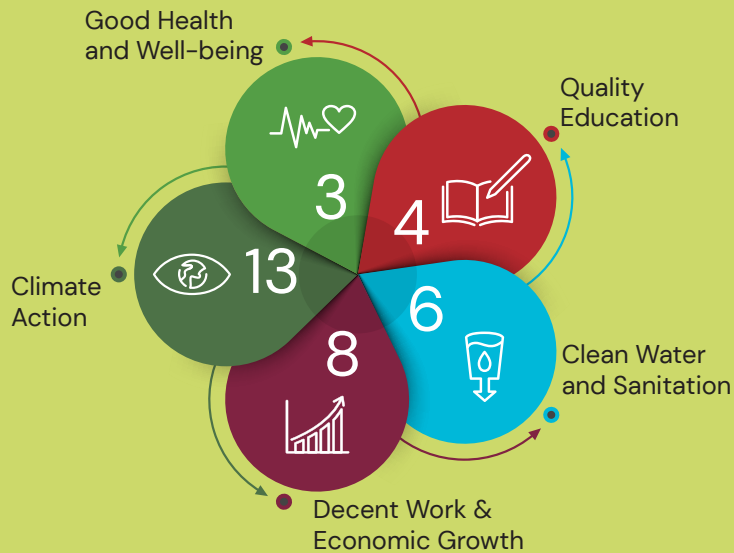 Good Health
and Well-being
Quality
Education
3
4
13
6
8
Climate
Action
Clean Water
and Sanitation
Decent Work &
Economic Growth